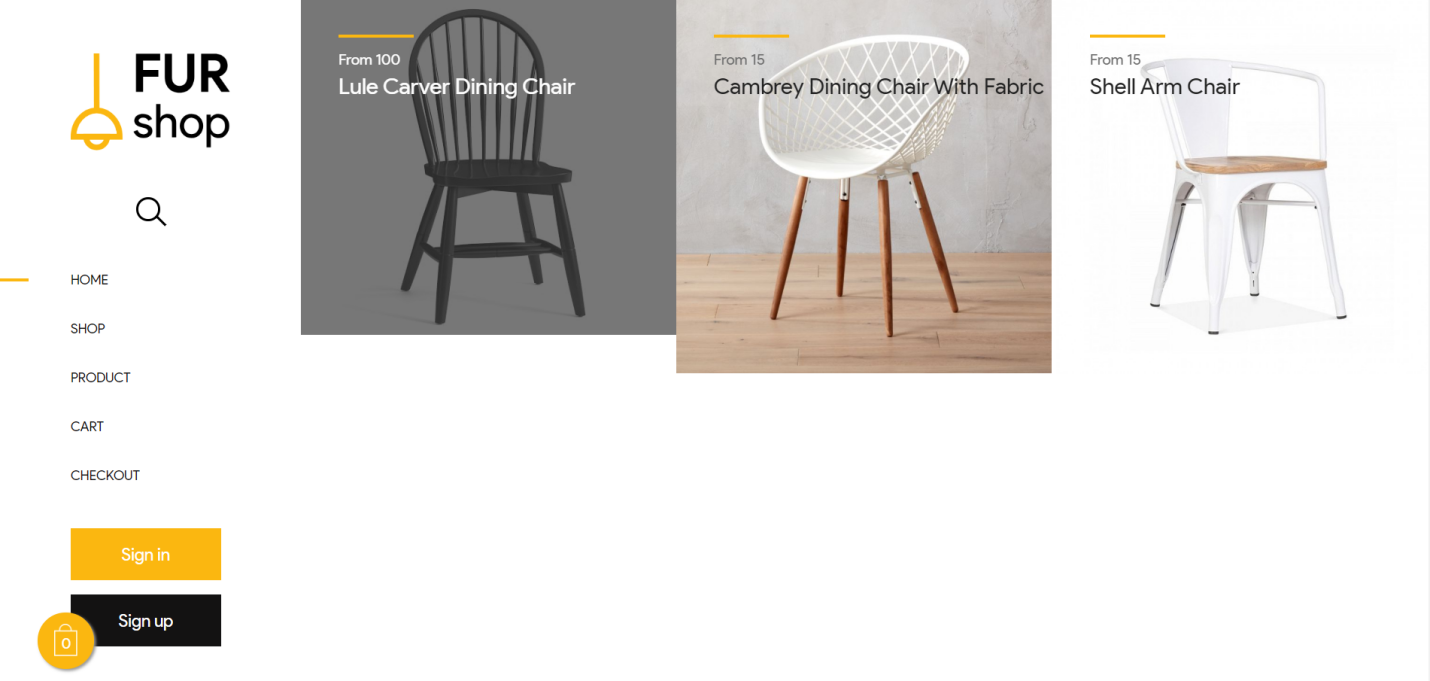 FUR
shop
HOME
SHOP
PRODUCT
CART
CHECKOUT
Sign in
Sign up
0
From 100
Lule Carver Dining Chair
From 15
Cambrey Dining Chair With Fabric
From 15
Shell Arm Chair